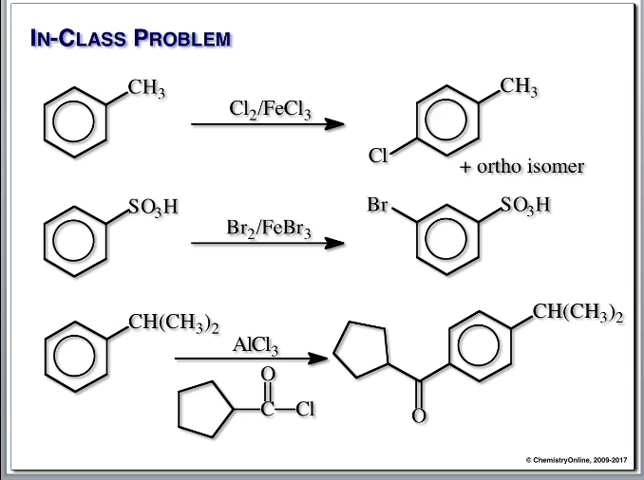 IN-CLASS PROBLEM
CH₃
Cl₂/FeCl₃
CH₃
Cl
+ ortho isomer
SO₃H
Br₂/FeBr₃
Br
SO₃H
CH(CH₃)₂
AlCl₃
O
C
Cl
CH(CH₃)₂
O
© ChemistryOnline, 2009-2017